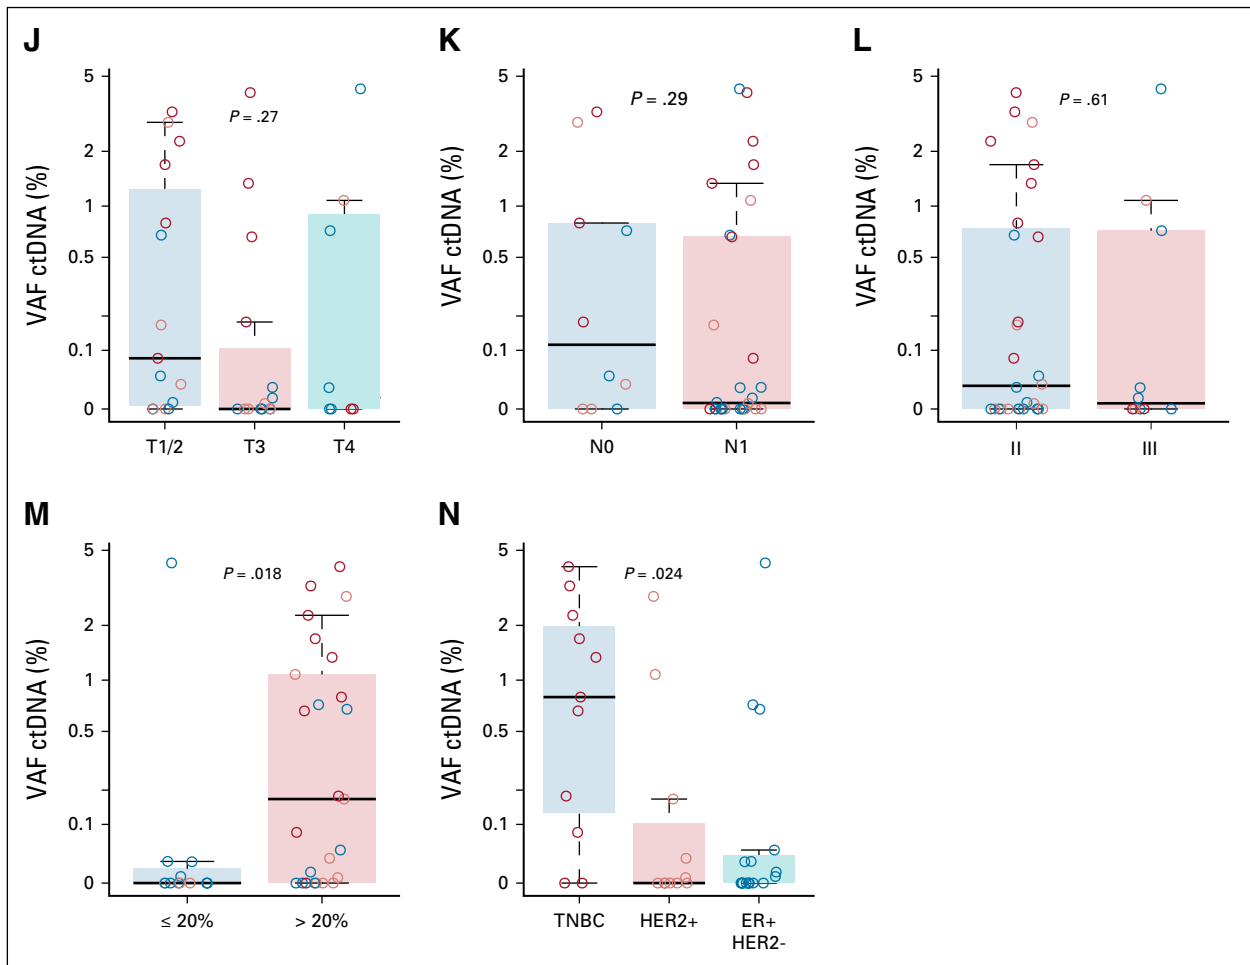 J
VAF ctDNA (%)
5
2
1
0.5
0.1
0
P = .27
T1/2
T3
T4
K
VAF ctDNA (%)
5
2
1
0.5
0.1
0
P = .29
N0
N1
L
VAF ctDNA (%)
5
2
1
0.5
0.1
0
P = .61
II
III
M
VAF ctDNA (%)
5
2
1
0.5
0.1
0
P = .018
≤ 20%
> 20%
N
VAF ctDNA (%)
5
2
1
0.5
0.1
0
P = .024
TNBC
HER2+
ER+
HER2-